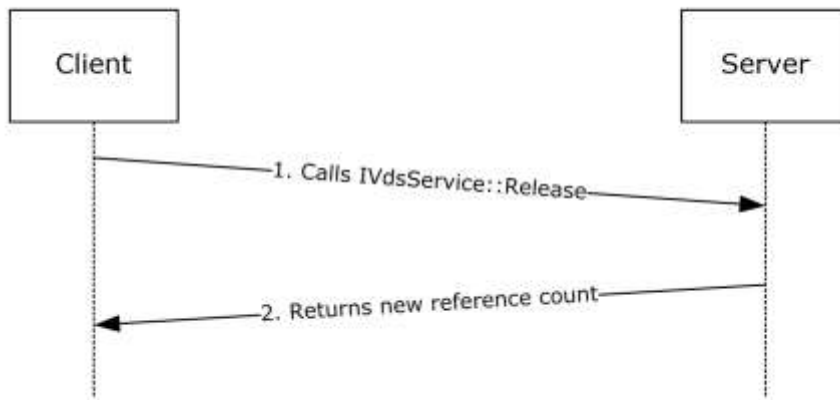 Client
Server
1. Calls IVdsService::Release
2. Returns new reference count